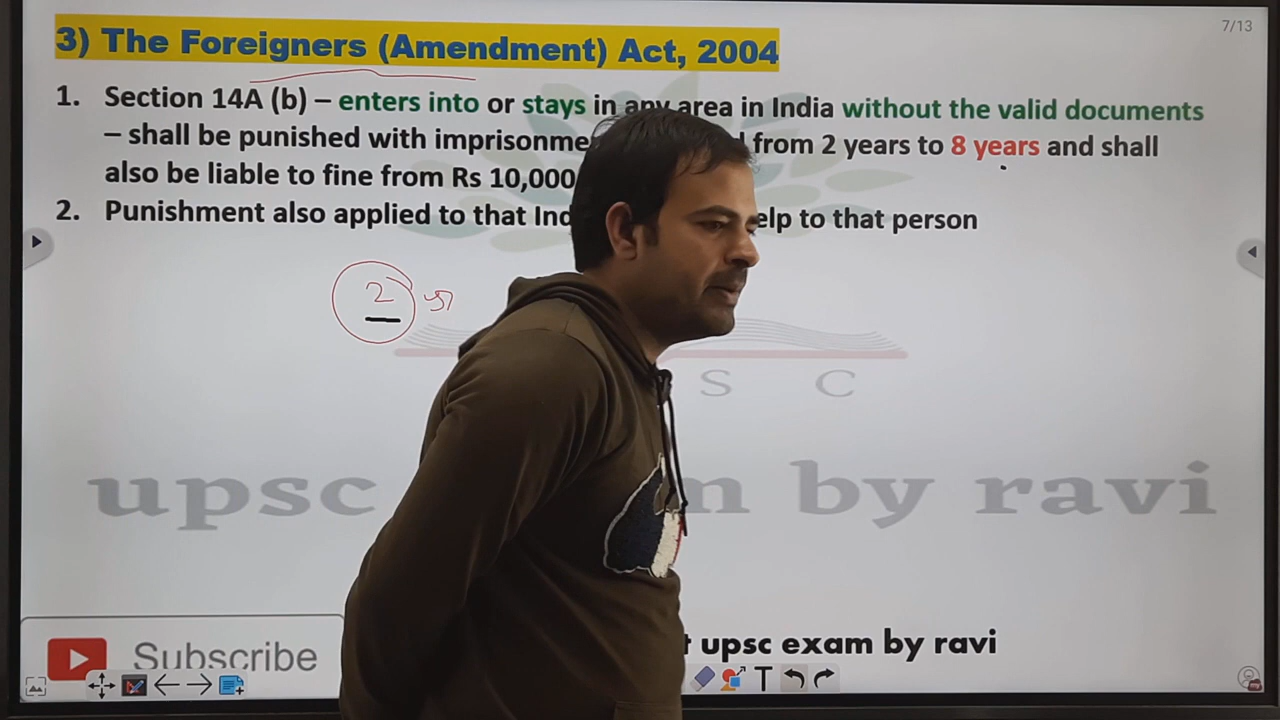 7/13
3) The Foreigners (Amendment) Act, 2004
1. Section 14A (b) – enters into or stays in any area in India without the valid documents
– shall be punished with from 2 years to 8 years and shall
also be liable to fine from Rs 10,000
2. Punishment also applied to that to that person
2
S C
upsc by ravi
Subscribe
upsc exam by ravi
T